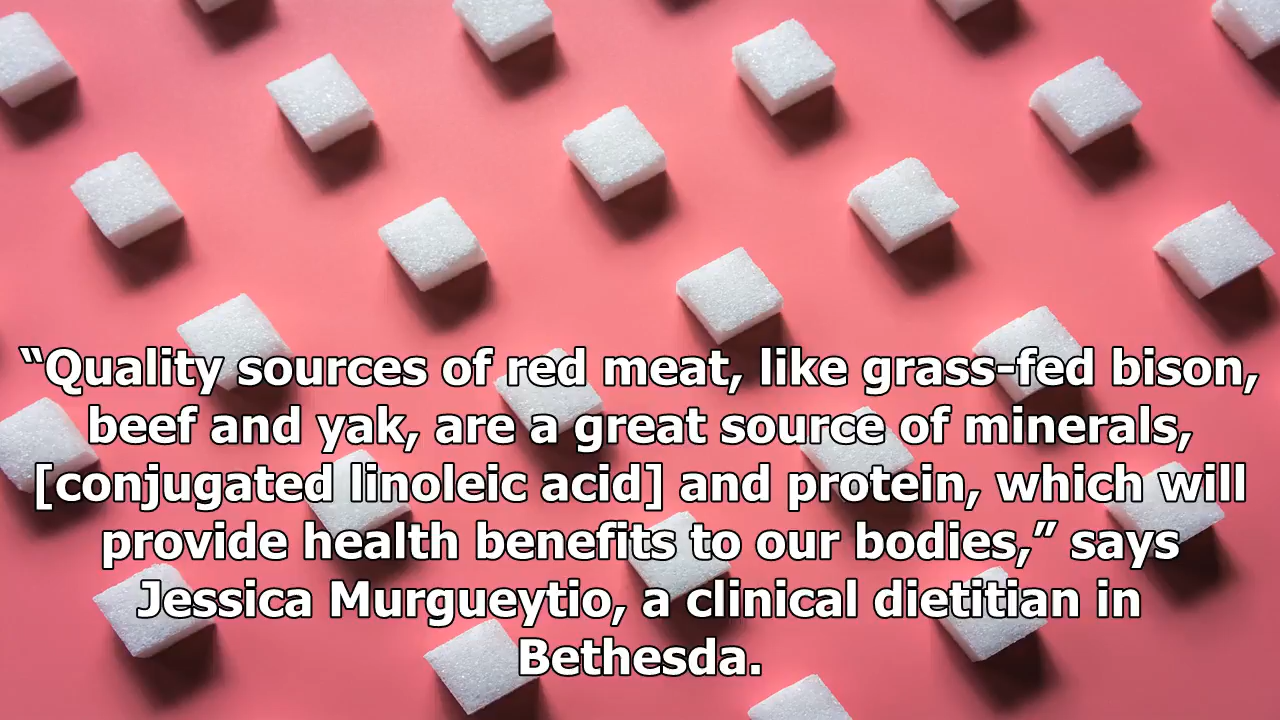 “Quality sources of red meat, like grass-fed bison,
beef and yak, are a great source of minerals,
[conjugated linoleic acid] and protein, which will
provide health benefits to our bodies,” says
Jessica Murgueytio, a clinical dietitian in
Bethesda.